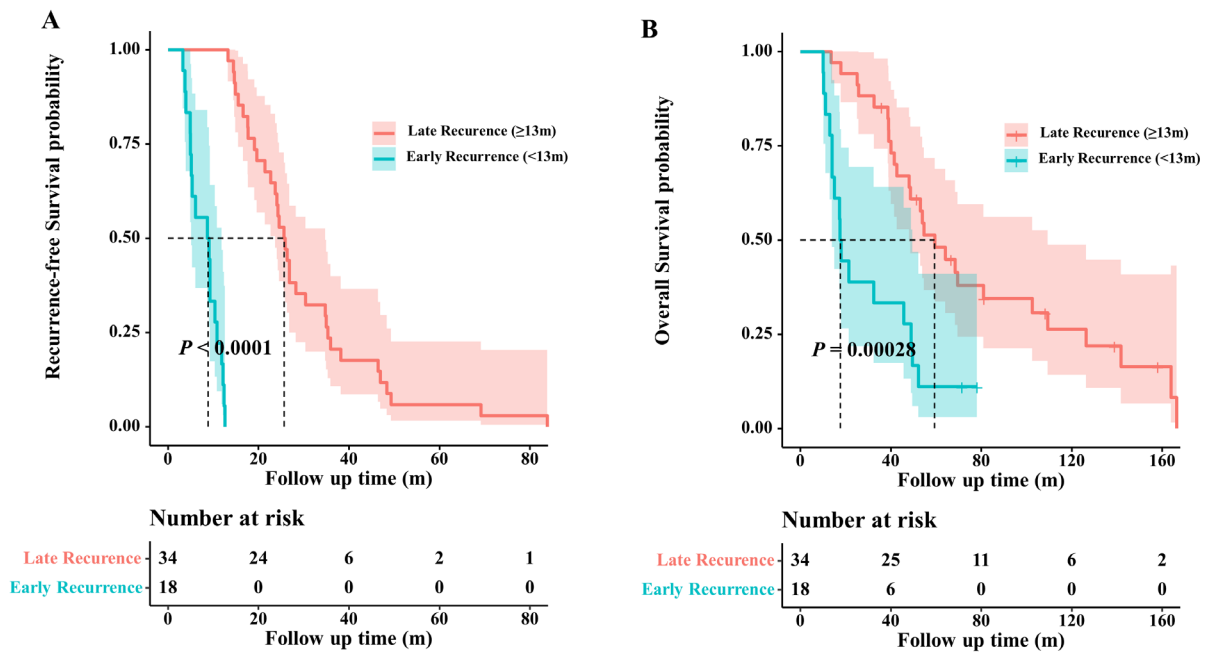 A
Recurrence-free Survival probability
1.00
0.75
0.50
0.25
0.00
Late Recurence (≥13m)
Early Recurrence (<13m)
P < 0.0001
0 20 40 60 80
Follow up time (m)
Number at risk
Late Recurence 34 24 6 2 1
Early Recurrence 18 0 0 0 0
0 20 40 60 80
Follow up time (m)
B
Overall Survival probability
1.00
0.75
0.50
0.25
0.00
Late Recurence (≥13m)
Early Recurrence (<13m)
P = 0.00028
0 40 80 120 160
Follow up time (m)
Number at risk
Late Recurence 34 25 11 6 2
Early Recurrence 18 6 0 0 0
0 40 80 120 160
Follow up time (m)